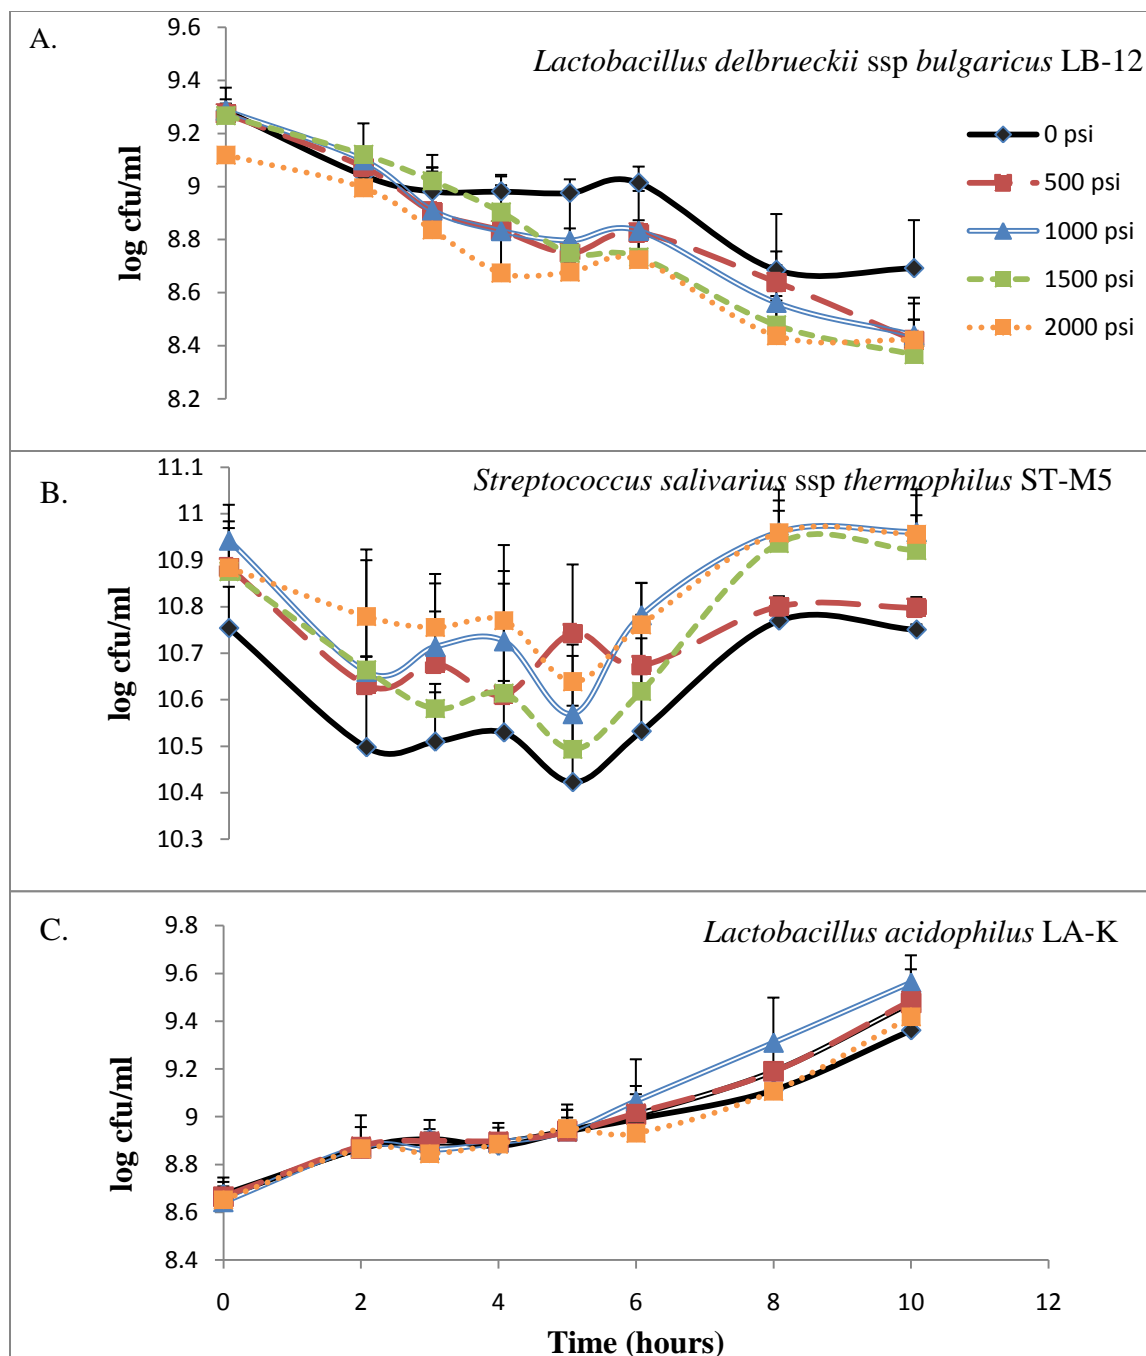 A.
Lactobacillus delbrueckii ssp bulgaricus LB-12
log cfu/ml
9.6
9.4
9.2
9
8.8
8.6
8.4
8.2
0 psi
500 psi
1000 psi
1500 psi
2000 psi
B.
Streptococcus salivarius ssp thermophilus ST-M5
log cfu/ml
11.1
11
10.9
10.8
10.7
10.6
10.5
10.4
10.3
C.
Lactobacillus acidophilus LA-K
log cfu/ml
9.8
9.6
9.4
9.2
9
8.8
8.6
8.4
0 2 4 6 8 10 12
Time (hours)